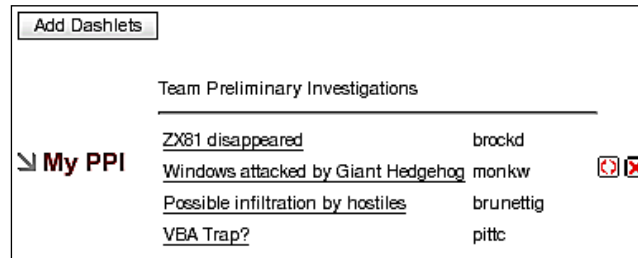 Add Dashlets
Team Preliminary Investigations
My PPI
ZX81 disappeared brockd
Windows attacked by Giant Hedgehog monkw
Possible infiltration by hostiles brunettig
VBA Trap? pittc